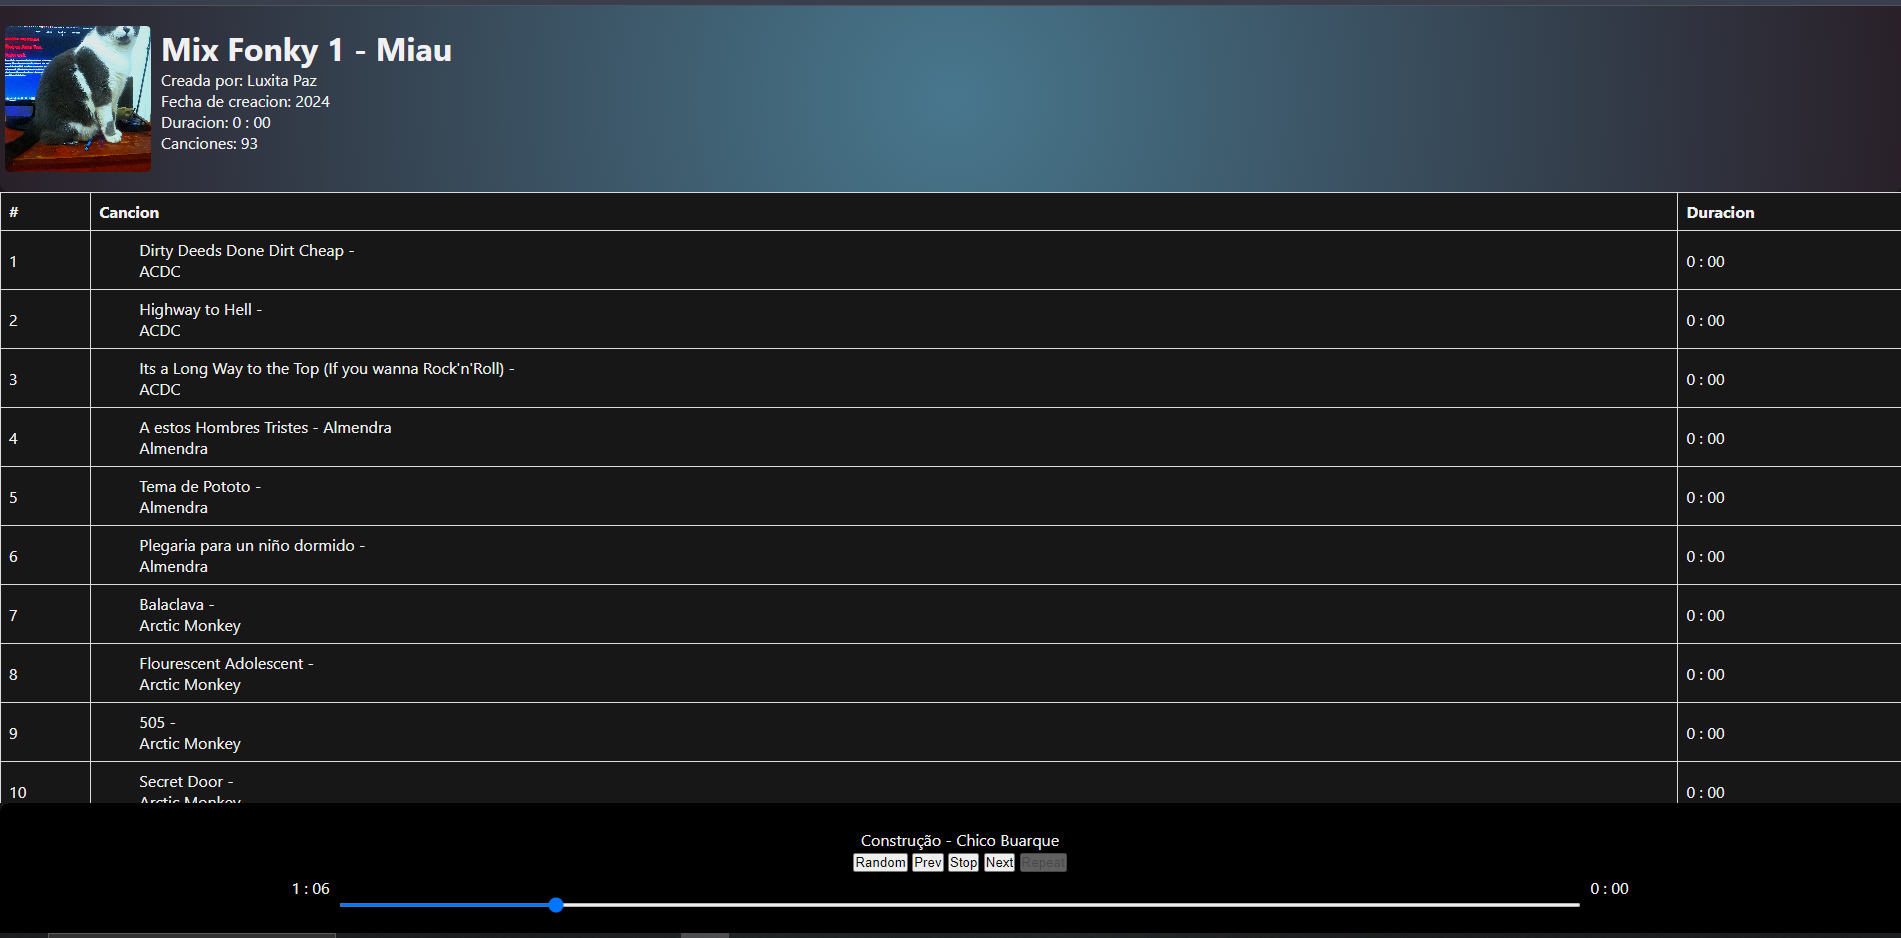 Mix Fonky 1 - Miau
Creada por: Luxita Paz
Fecha de creacion: 2024
Duracion: 0 : 00
Canciones: 93
# Cancion Duracion
1 Dirty Deeds Done Dirt Cheap - 0 : 00
ACDC
2 Highway to Hell - 0 : 00
ACDC
3 Its a Long Way to the Top (If you wanna Rock'n'Roll) - 0 : 00
ACDC
4 A estos Hombres Tristes - Almendra 0 : 00
Almendra
5 Tema de Pototo - 0 : 00
Almendra
6 Plegaria para un niño dormido - 0 : 00
Almendra
7 Balaclava - 0 : 00
Arctic Monkey
8 Flourescent Adolescent - 0 : 00
Arctic Monkey
9 505 - 0 : 00
Arctic Monkey
10 Secret Door - 0 : 00
Arctic Monkey
Construção - Chico Buarque
Random Prev Stop Next Repeat
1 : 06 0 : 00